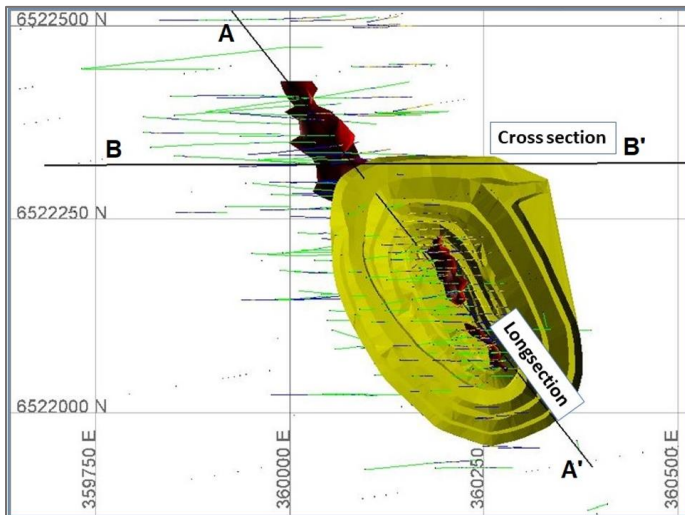 6522500 N
A
Cross section
B
B'
6522250 N
Longsection
6522000 N
A'
359750 E
360000 E
360250 E
360500 E